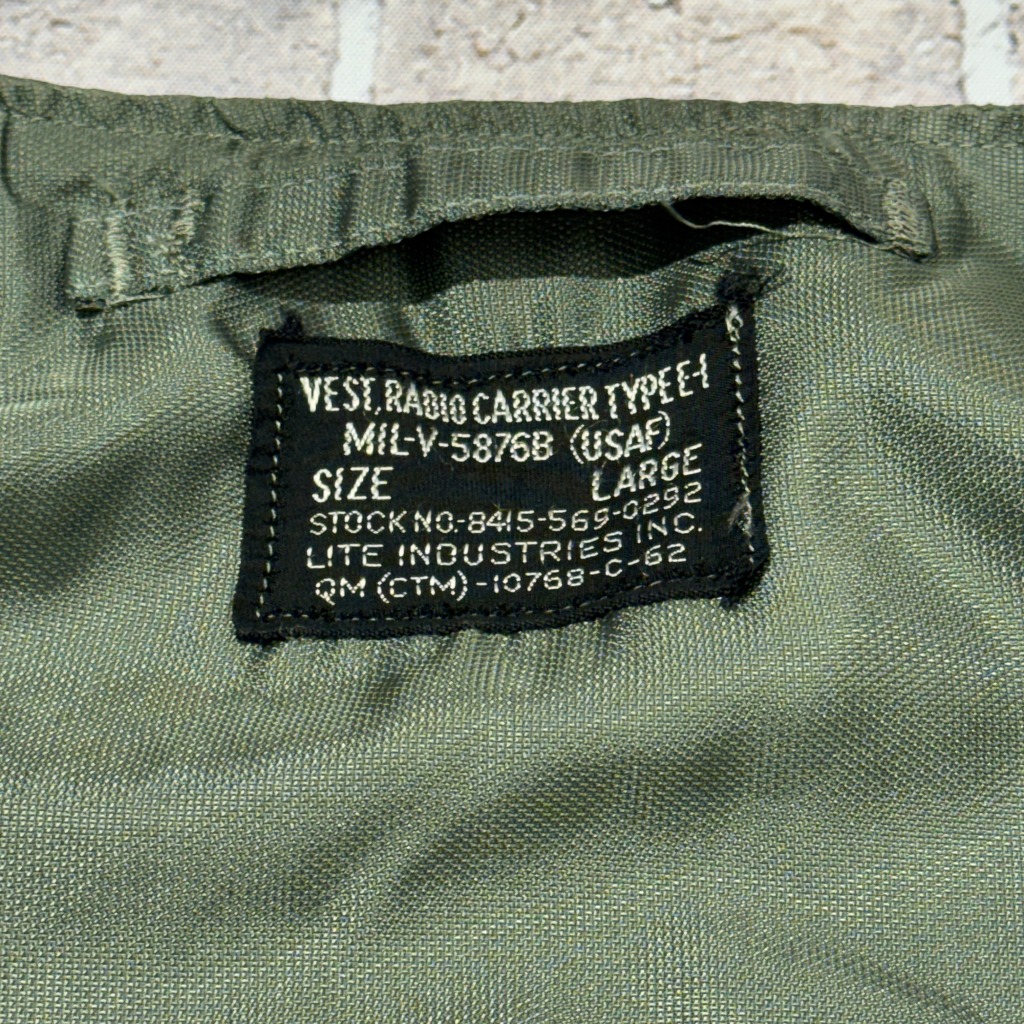 VEST, RADIO CARRIER TYPE E-1
MIL-V-5876B (USAF)
SIZE LARGE
STOCK NO.-8415-569-0292
LITE INDUSTRIES INC.
QM (CTM)-10768-C-62